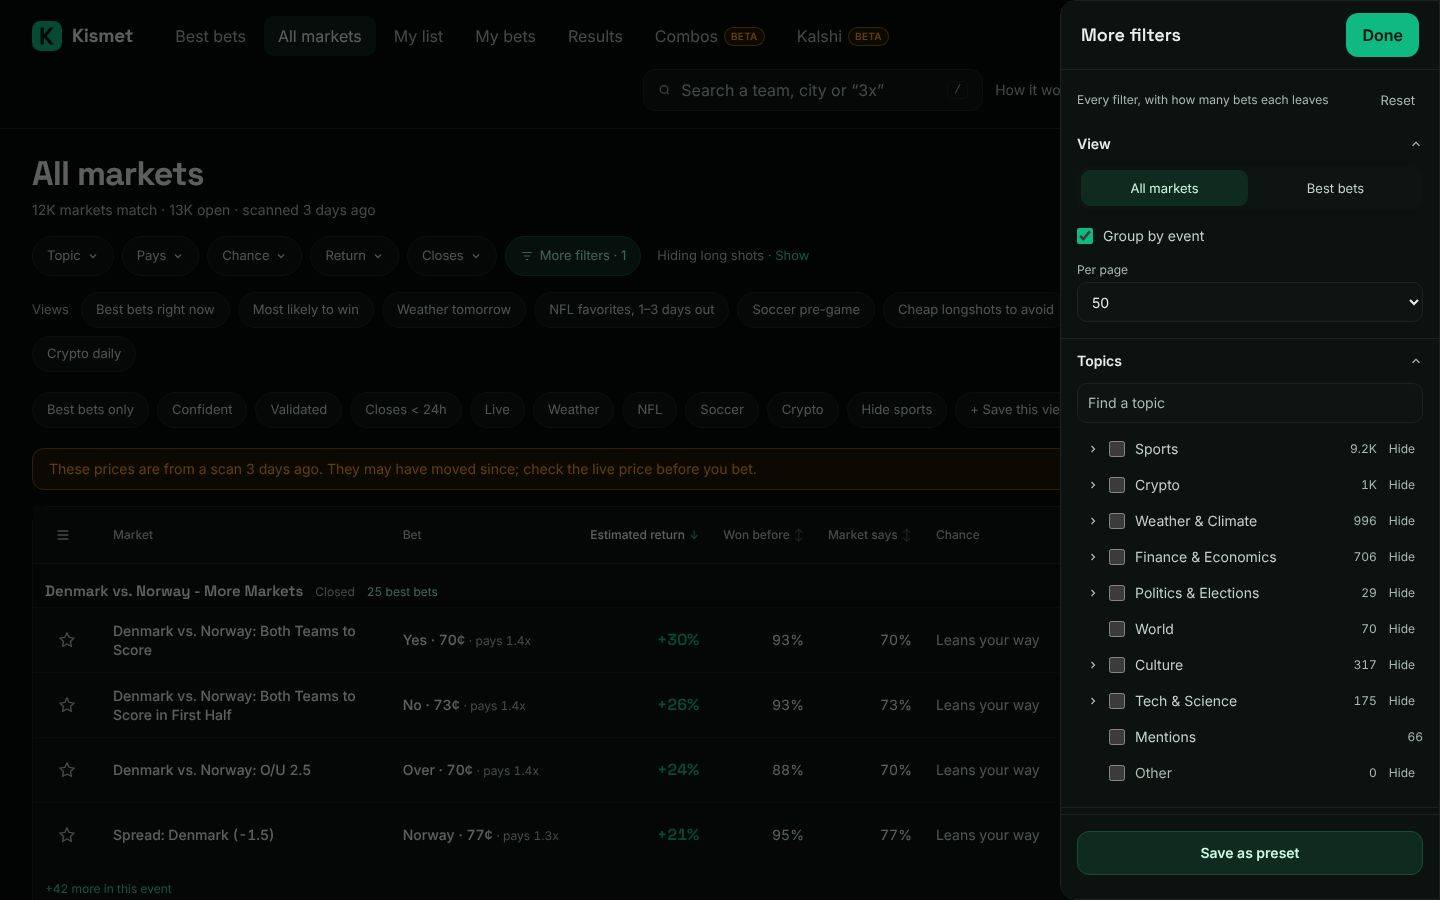 K Kismet Best bets All markets My list My bets Results Combos BETA Kalshi BETA
Search a team, city or “3x” /
How it wo
All markets
12K markets match · 13K open · scanned 3 days ago
Topic Pays Chance Return Closes More filters · 1 Hiding long shots · Show
Views Best bets right now Most likely to win Weather tomorrow NFL favorites, 1–3 days out Soccer pre-game Cheap longshots to avoid
Crypto daily
Best bets only Confident Validated Closes < 24h Live Weather NFL Soccer Crypto Hide sports + Save this vie
These prices are from a scan 3 days ago. They may have moved since; check the live price before you bet.
Market Bet Estimated return ↓ Won before Market says Chance
Denmark vs. Norway - More Markets Closed 25 best bets
Denmark vs. Norway: Both Teams to
Score
Yes · 70¢ · pays 1.4x +30% 93% 70% Leans your way
Denmark vs. Norway: Both Teams to
Score in First Half
No · 73¢ · pays 1.4x +26% 93% 73% Leans your way
Denmark vs. Norway: O/U 2.5 Over · 70¢ · pays 1.4x +24% 88% 70% Leans your way
Spread: Denmark (-1.5) Norway · 77¢ · pays 1.3x +21% 95% 77% Leans your way
+42 more in this event
More filters Done
Every filter, with how many bets each leaves Reset
View
All markets Best bets
Group by event
Per page
50
Topics
Find a topic
Sports 9.2K Hide
Crypto 1K Hide
Weather & Climate 996 Hide
Finance & Economics 706 Hide
Politics & Elections 29 Hide
World 70 Hide
Culture 317 Hide
Tech & Science 175 Hide
Mentions 66
Other 0 Hide
Save as preset